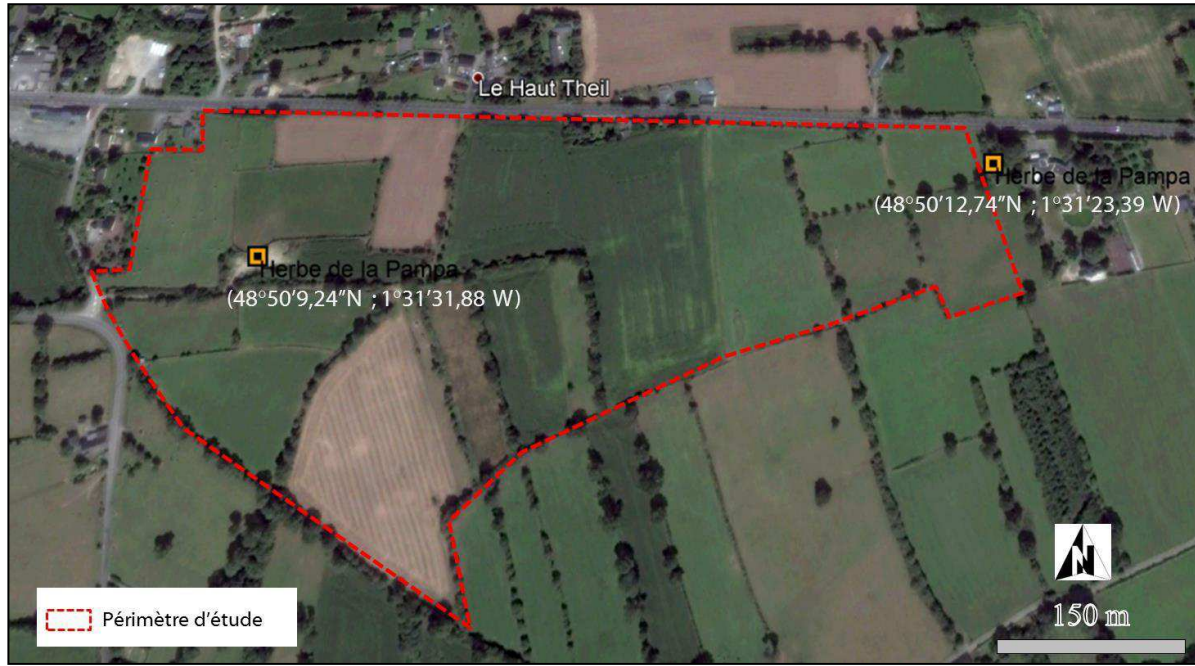 Le Haut Theil
Herbe de la Pampa
(48°50’12,74”N ; 1°31’23,39 W)
Herbe de la Pampa
(48°50’9,24”N ; 1°31’31,88 W)
N
Périmètre d’étude
150 m